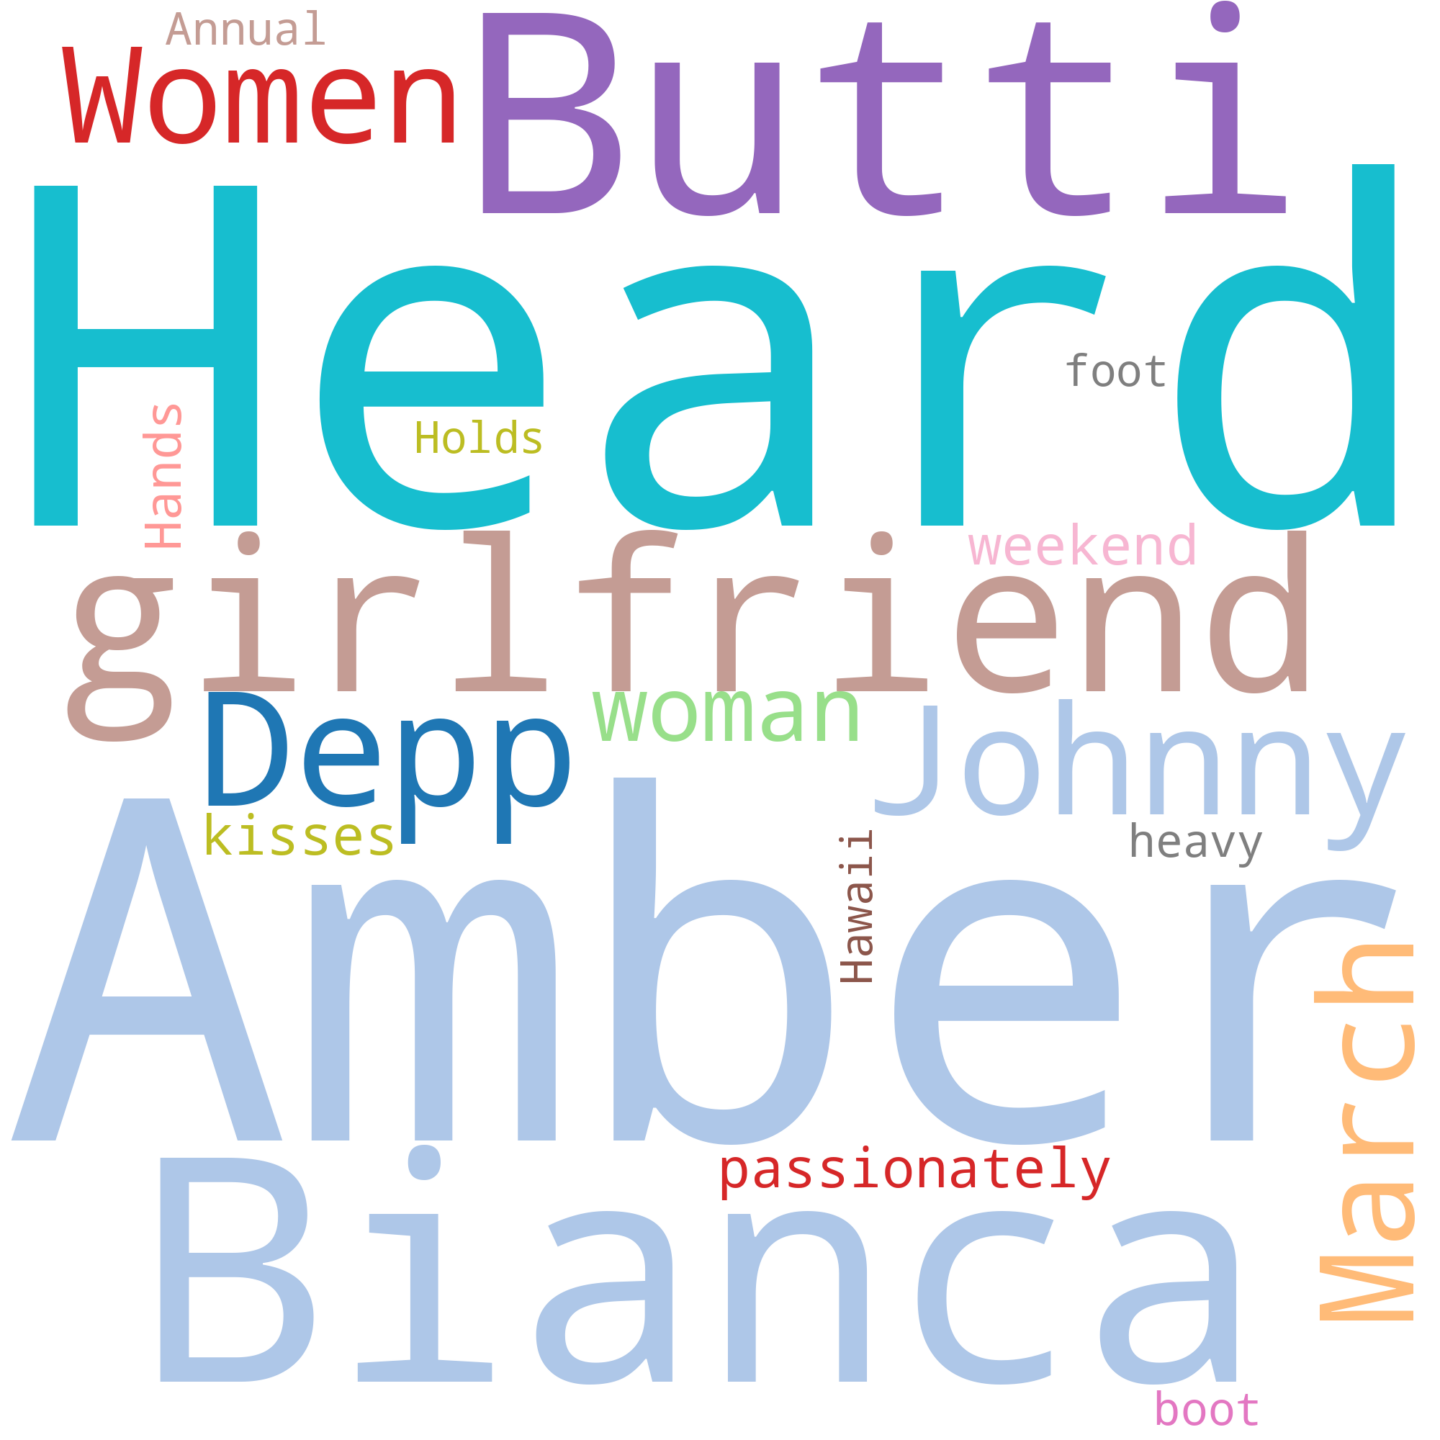 Annual
Women
Butti
Heard
foot
Hands
Holds
weekend
girlfriend
Depp
woman
Johnny
kisses
heavy
Hawaii
Amber
March
passionately
Bianca
boot